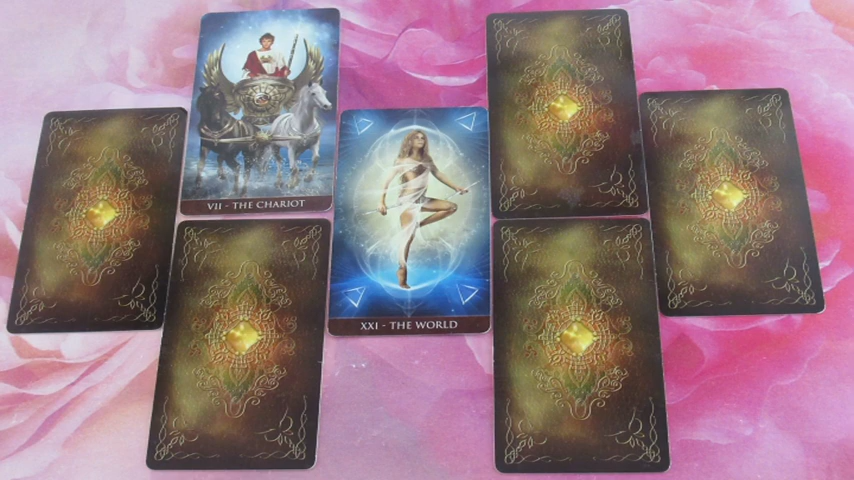 VII - THE CHARIOT
XXI - THE WORLD